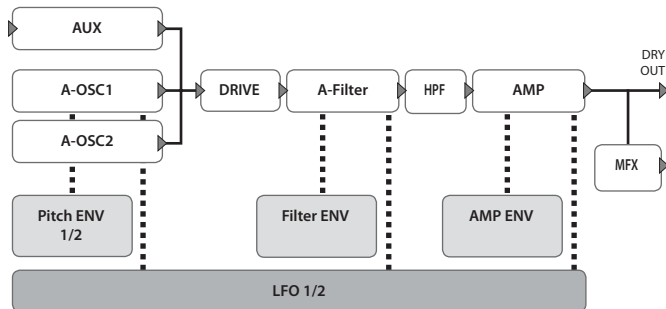 AUX
DRY
OUT
A-OSC1
DRIVE
A-Filter
HPF
AMP
A-OSC2
MFX
Pitch ENV
1/2
Filter ENV
AMP ENV
LFO 1/2